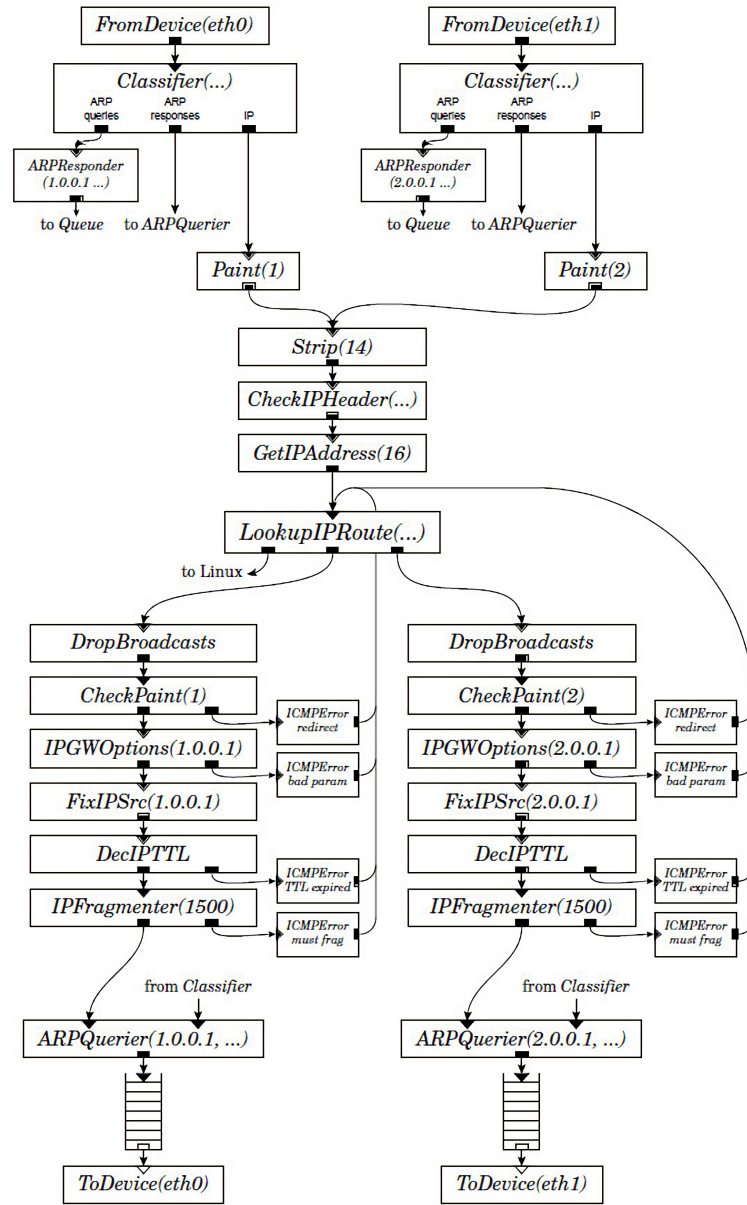 FromDevice(eth0)
FromDevice(eth1)
Classifier(...)
ARP
queries
ARP
responses
IP
Classifier(...)
ARP
queries
ARP
responses
IP
ARPResponder
(1.0.0.1 ...)
ARPResponder
(2.0.0.1 ...)
to Queue
to ARPQuerier
to Queue
to ARPQuerier
Paint(1)
Paint(2)
Strip(14)
CheckIPHeader(...)
GetIPAddress(16)
LookupIPRoute(...)
to Linux
DropBroadcasts
DropBroadcasts
CheckPaint(1)
CheckPaint(2)
ICMPError
redirect
ICMPError
redirect
IPGWOptions(1.0.0.1)
IPGWOptions(2.0.0.1)
ICMPError
bad param
ICMPError
bad param
FixIPSrc(1.0.0.1)
FixIPSrc(2.0.0.1)
DecIPTTL
DecIPTTL
ICMPError
TTL expired
ICMPError
TTL expired
IPFragmenter(1500)
IPFragmenter(1500)
ICMPError
must frag
ICMPError
must frag
from Classifier
from Classifier
ARPQuerier(1.0.0.1, ...)
ARPQuerier(2.0.0.1, ...)
ToDevice(eth0)
ToDevice(eth1)